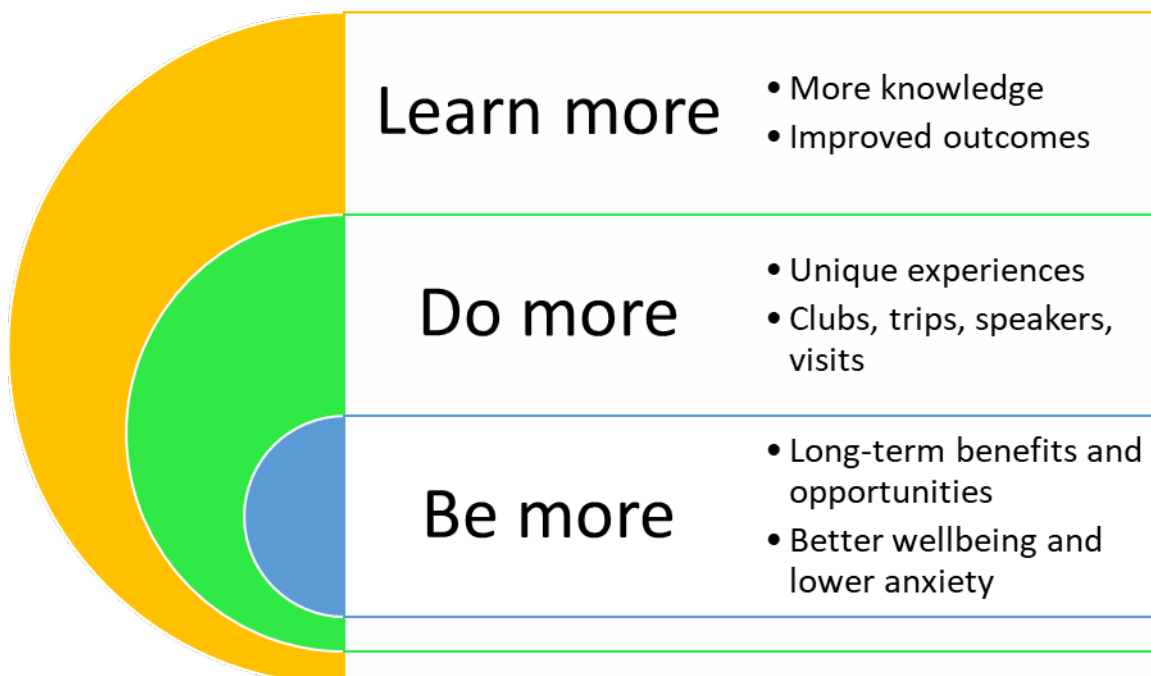 Learn more
• More knowledge
• Improved outcomes
Do more
• Unique experiences
• Clubs, trips, speakers,
visits
Be more
• Long-term benefits and
opportunities
• Better wellbeing and
lower anxiety